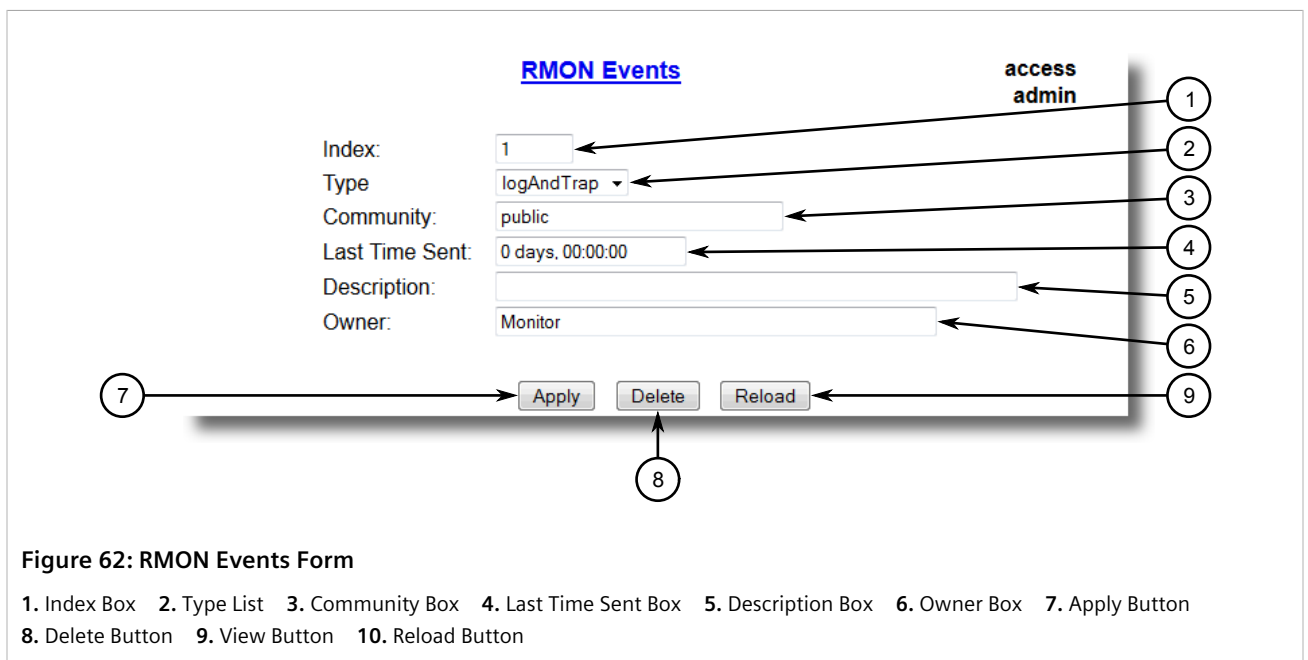 RMON Events
access
admin
1
Index: 1
2
Type logAndTrap
3
Community: public
4
Last Time Sent: 0 days, 00:00:00
Description:
5
Owner: Monitor
6
7
Apply Delete Reload
9
8
Figure 62: RMON Events Form
1. Index Box 2. Type List 3. Community Box 4. Last Time Sent Box 5. Description Box 6. Owner Box 7. Apply Button
8. Delete Button 9. View Button 10. Reload Button